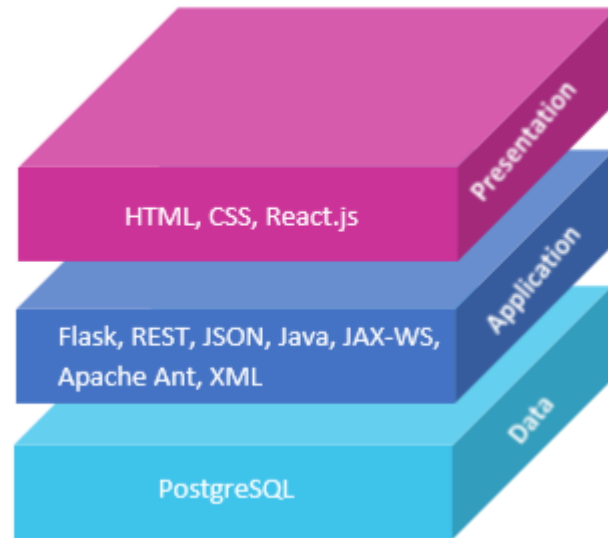 Presentation
HTML, CSS, React.js
Application
Flask, REST, JSON, Java, JAX-WS,
Apache Ant, XML
Data
PostgreSQL